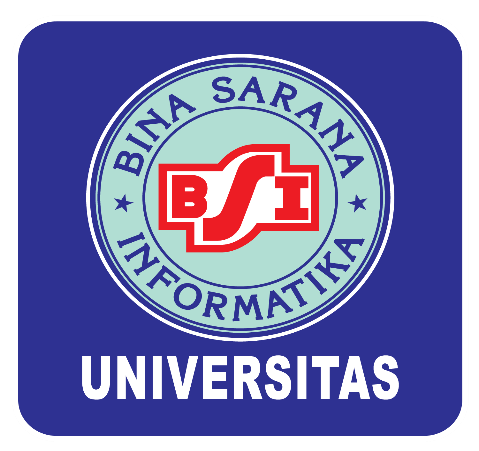 BINA SARANA
BSI
INFORMATIKA
UNIVERSITAS